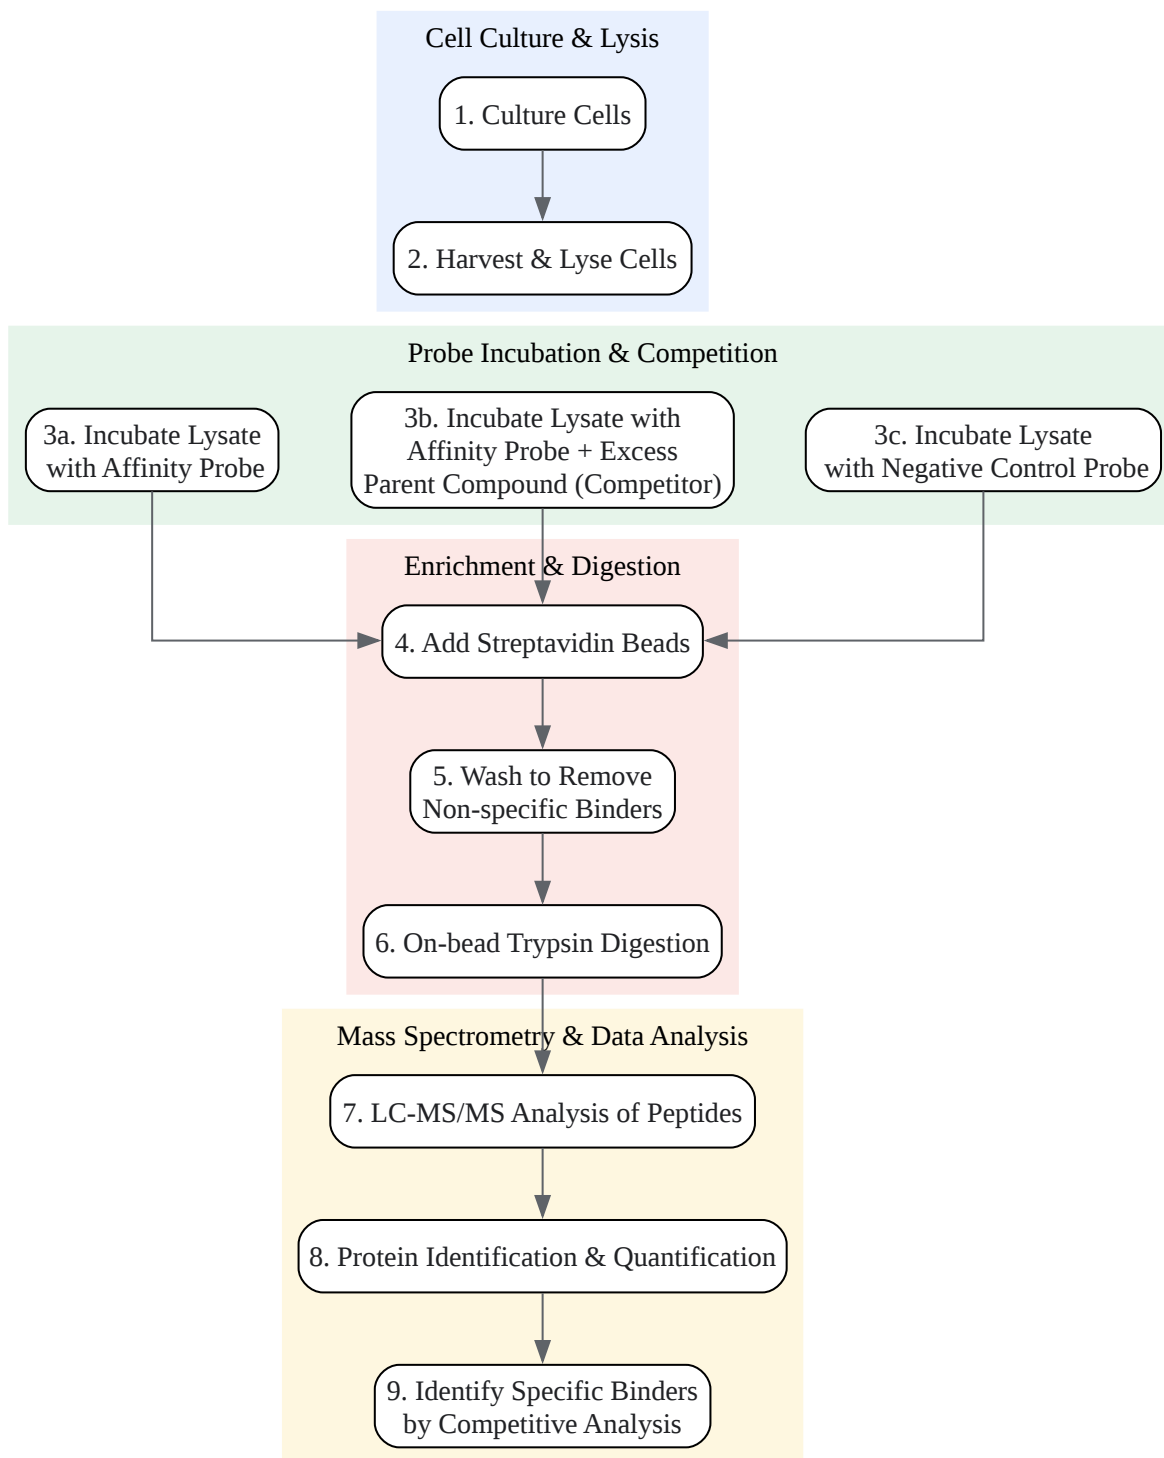 Cell Culture & Lysis
1. Culture Cells
2. Harvest & Lyse Cells
Probe Incubation & Competition
3a. Incubate Lysate
with Affinity Probe
3b. Incubate Lysate with
Affinity Probe + Excess
Parent Compound (Competitor)
3c. Incubate Lysate
with Negative Control Probe
Enrichment & Digestion
4. Add Streptavidin Beads
5. Wash to Remove
Non-specific Binders
6. On-bead Trypsin Digestion
Mass Spectrometry & Data Analysis
7. LC-MS/MS Analysis of Peptides
8. Protein Identification & Quantification
9. Identify Specific Binders
by Competitive Analysis